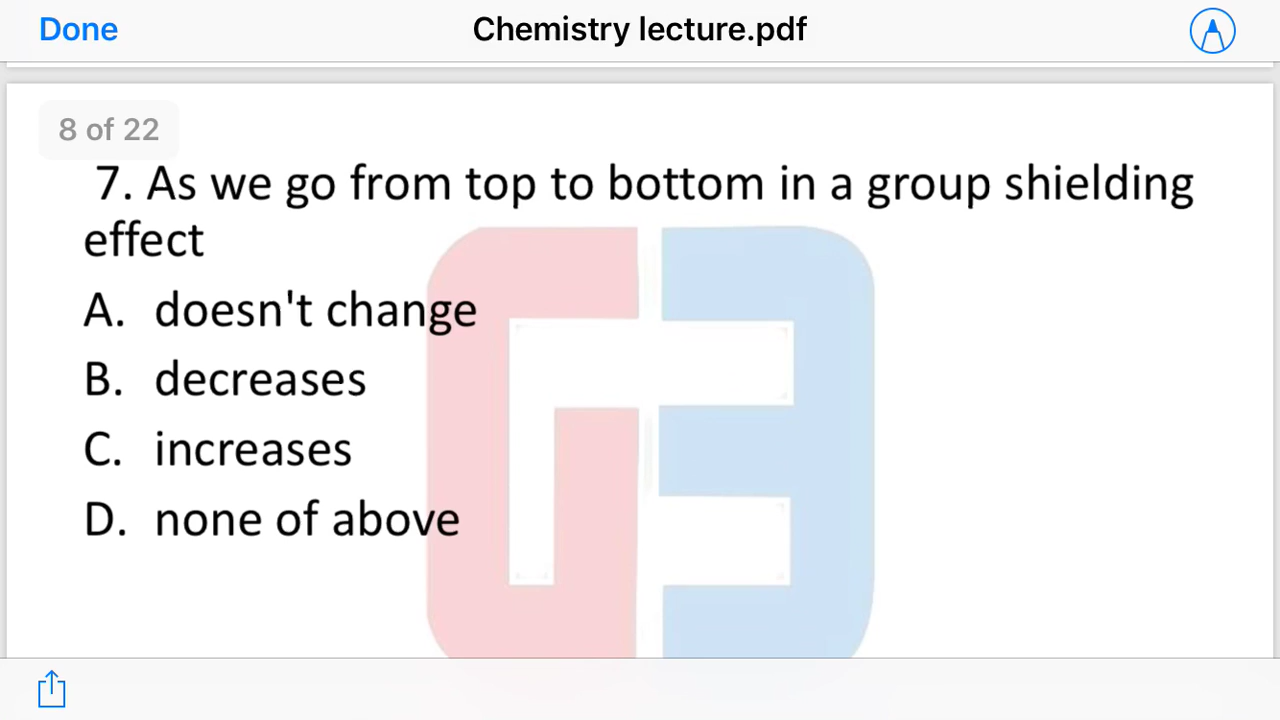 Done
Chemistry lecture.pdf
8 of 22
7. As we go from top to bottom in a group shielding
effect
A. doesn't change
B. decreases
C. increases
D. none of above